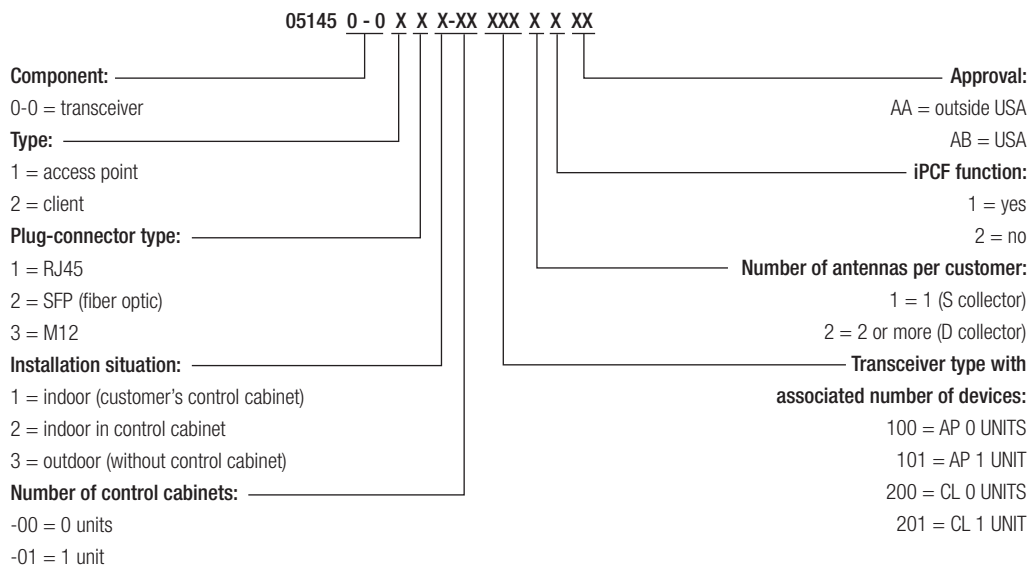 05145 0 - 0 X X X-XX XXX X X XX
Component:
0-0 = transceiver
Type:
1 = access point
2 = client
Plug-connector type:
1 = RJ45
2 = SFP (fiber optic)
3 = M12
Installation situation:
1 = indoor (customer's control cabinet)
2 = indoor in control cabinet
3 = outdoor (without control cabinet)
Number of control cabinets:
-00 = 0 units
-01 = 1 unit
Approval:
AA = outside USA
AB = USA
iPCF function:
1 = yes
2 = no
Number of antennas per customer:
1 = 1 (S collector)
2 = 2 or more (D collector)
Transceiver type with
associated number of devices:
100 = AP 0 UNITS
101 = AP 1 UNIT
200 = CL 0 UNITS
201 = CL 1 UNIT